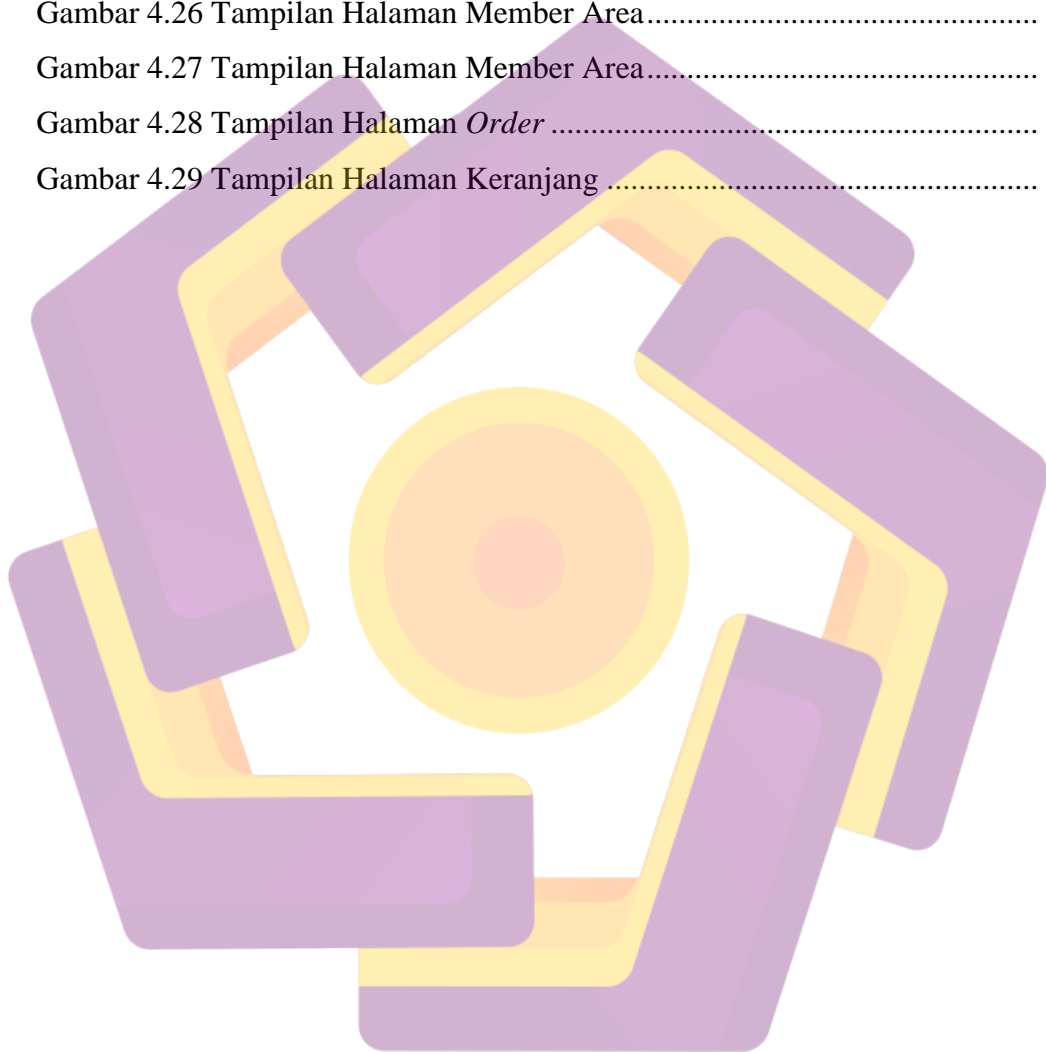 Gambar 4.26 Tampilan Halaman Member Area.................................................
Gambar 4.27 Tampilan Halaman Member Area.................................................
Gambar 4.28 Tampilan Halaman Order .............................................................
Gambar 4.29 Tampilan Halaman Keranjang ......................................................